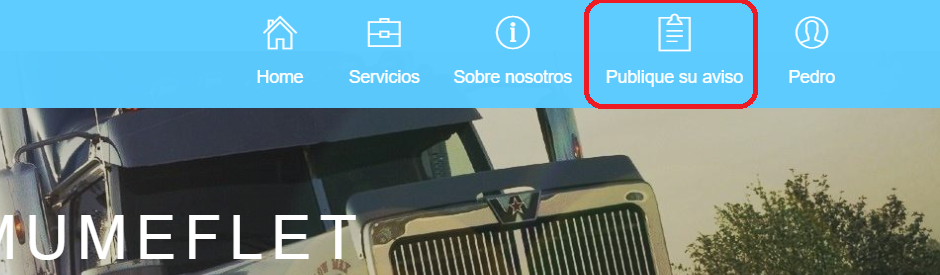 Home
Servicios
Sobre nosotros
Publique su aviso
Pedro
MUMEFLET